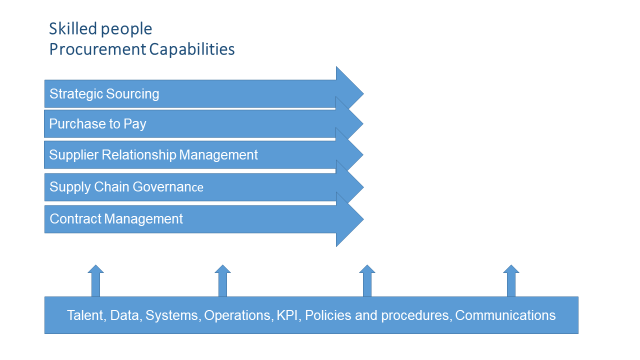 Skilled people
Procurement Capabilities
Strategic Sourcing
Purchase to Pay
Supplier Relationship Management
Supply Chain Governance
Contract Management
Talent, Data, Systems, Operations, KPI, Policies and procedures, Communications